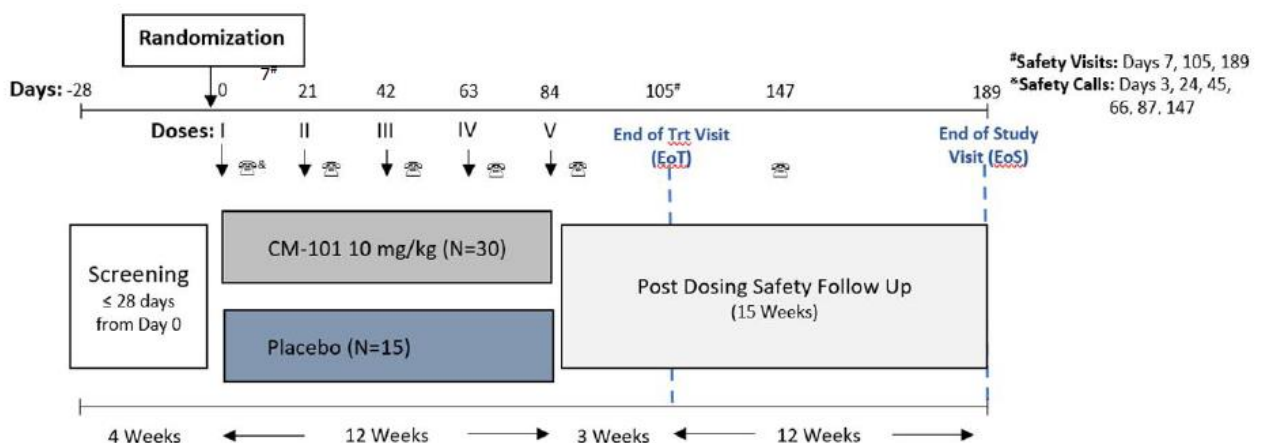 Randomization
7#
Days: -28 0 21 42 63 84 105# 147 189
#Safety Visits: Days 7, 105, 189
&Safety Calls: Days 3, 24, 45,
66, 87, 147
Doses: I II III IV V
End of Trt Visit
(EoT)
End of Study
Visit (EoS)
&
CM-101 10 mg/kg (N=30)
Screening
≤ 28 days
from Day 0
Placebo (N=15)
Post Dosing Safety Follow Up
(15 Weeks)
4 Weeks 12 Weeks 3 Weeks 12 Weeks